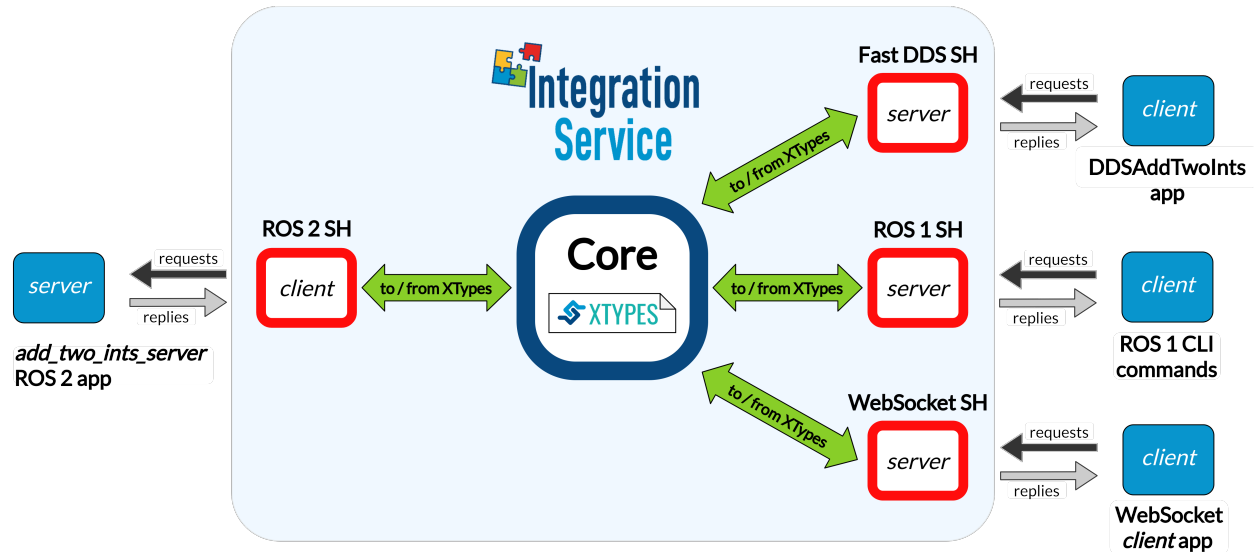 Integration
Service
Fast DDS SH
server
requests
replies
client
DDSAddTwoInts
app
to / from XTypes
ROS 2 SH
client
requests
replies
server
add_two_ints_server
ROS 2 app
to / from XTypes
Core
XTYPES
to / from XTypes
ROS 1 SH
server
requests
replies
client
ROS 1 CLI
commands
to / from XTypes
WebSocket SH
server
requests
replies
client
WebSocket
client app